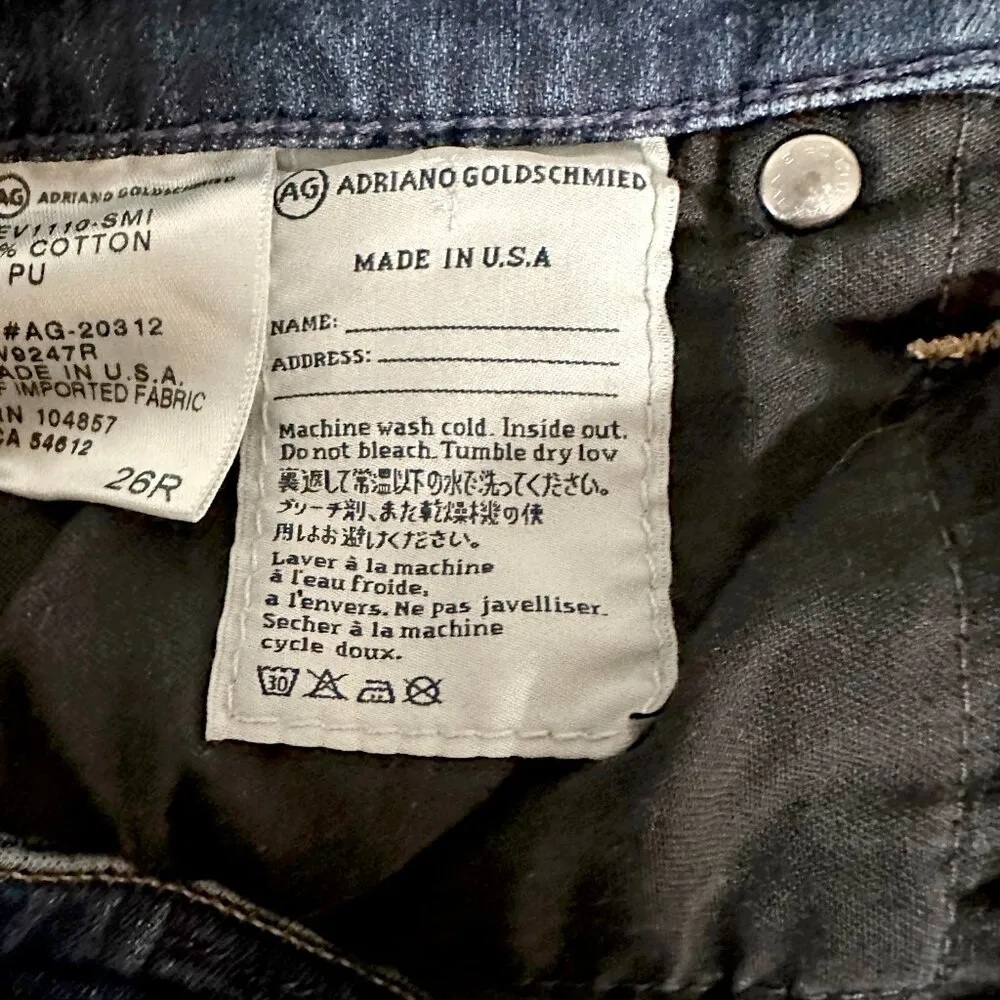 AG ADRIANO GOLDSCHMIED
EV1110-SMI
% COTTON
PU
#AG-20312
W9247R
ADE IN U.S.A.
F IMPORTED FABRIC
N 104857
CA 54612
26R
AG ADRIANO GOLDSCHMIED
MADE IN U.S.A
NAME:
ADDRESS:
Machine wash cold. Inside out.
Do not bleach. Tumble dry low
裏返して常温以下の水で洗ってください。
ブリーチ剤、また乾燥機の使
用はお避けください。
Laver à la machine
à l'eau froide,
a l'envers. Ne pas javelliser.
Secher à la machine
cycle doux.
30